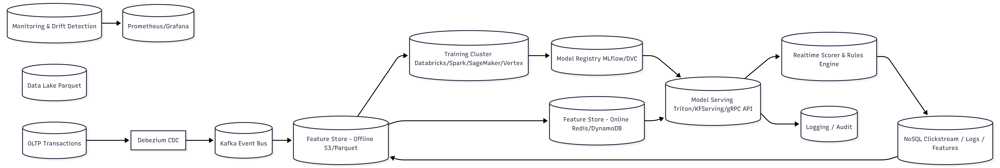 Monitoring & Drift Detection
Prometheus/Grafana
Data Lake Parquet
OLTP Transactions
Debezium CDC
Kafka Event Bus
Feature Store - Offline
S3/Parquet
Training Cluster
Databricks/Spark/SageMaker/Vertex
Model Registry MLflow/DVC
Feature Store - Online
Redis/DynamoDB
Model Serving
Triton/KFServing/gRPC API
Realtime Scorer & Rules
Engine
Logging / Audit
NoSQL Clickstream / Logs /
Features